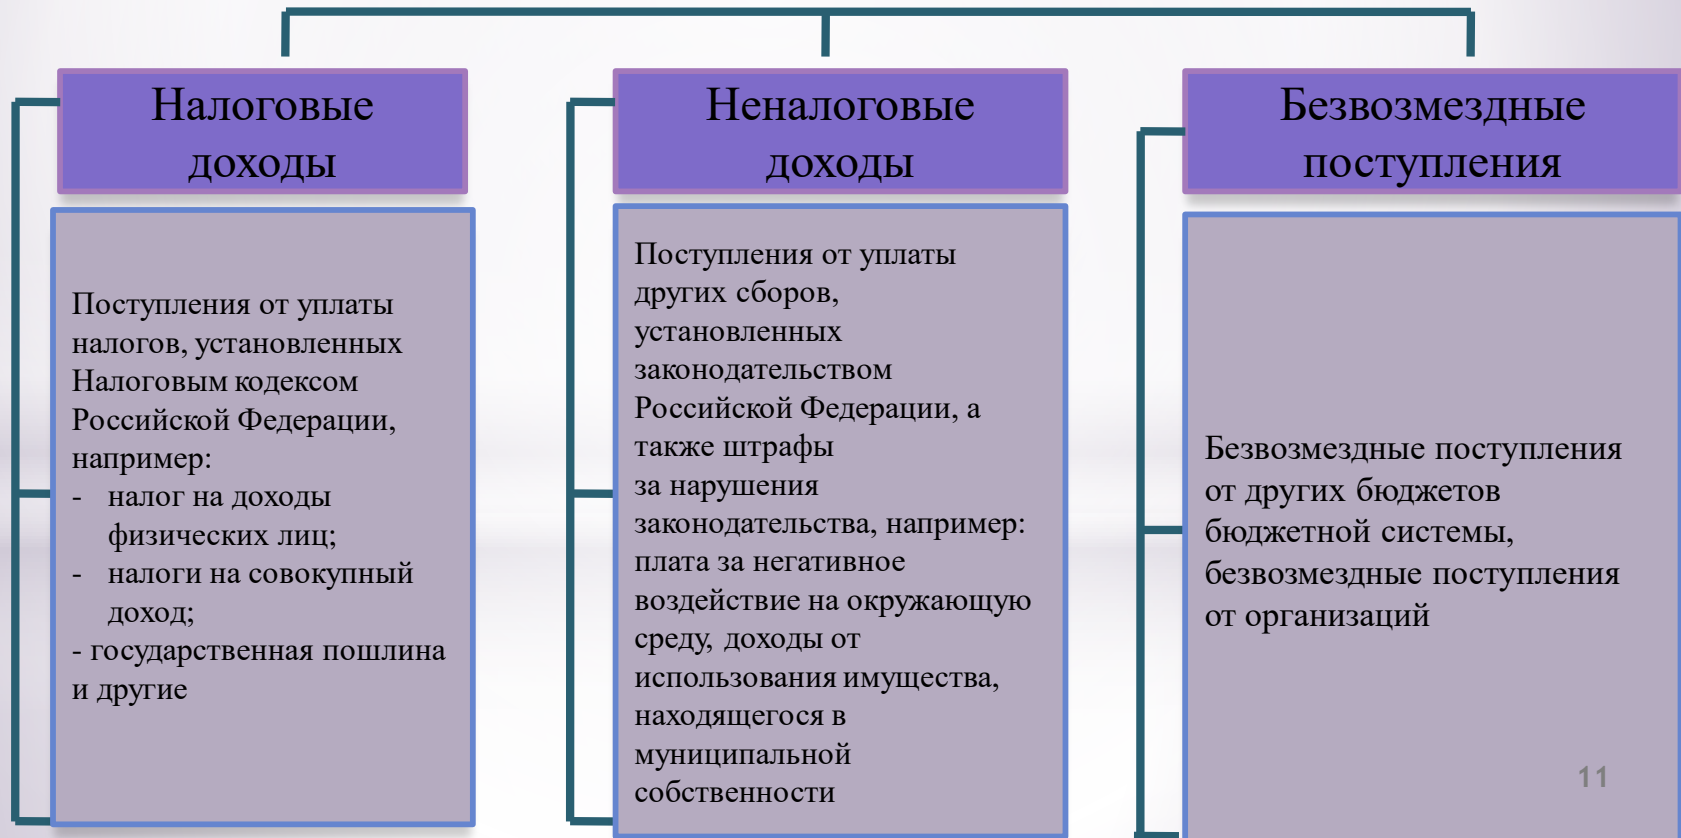 Налоговые
доходы
Поступления от уплаты
налогов, установленных
Налоговым кодексом
Российской Федерации,
например:
- налог на доходы
физических лиц;
- налоги на совокупный
доход;
- государственная пошлина
и другие
Неналоговые
доходы
Поступления от уплаты
других сборов,
установленных
законодательством
Российской Федерации, а
также штрафы
за нарушения
законодательства, например:
плата за негативное
воздействие на окружающую
среду, доходы от
использования имущества,
находящегося в
муниципальной
собственности
Безвозмездные
поступления
Безвозмездные поступления
от других бюджетов
бюджетной системы,
безвозмездные поступления
от организаций
11